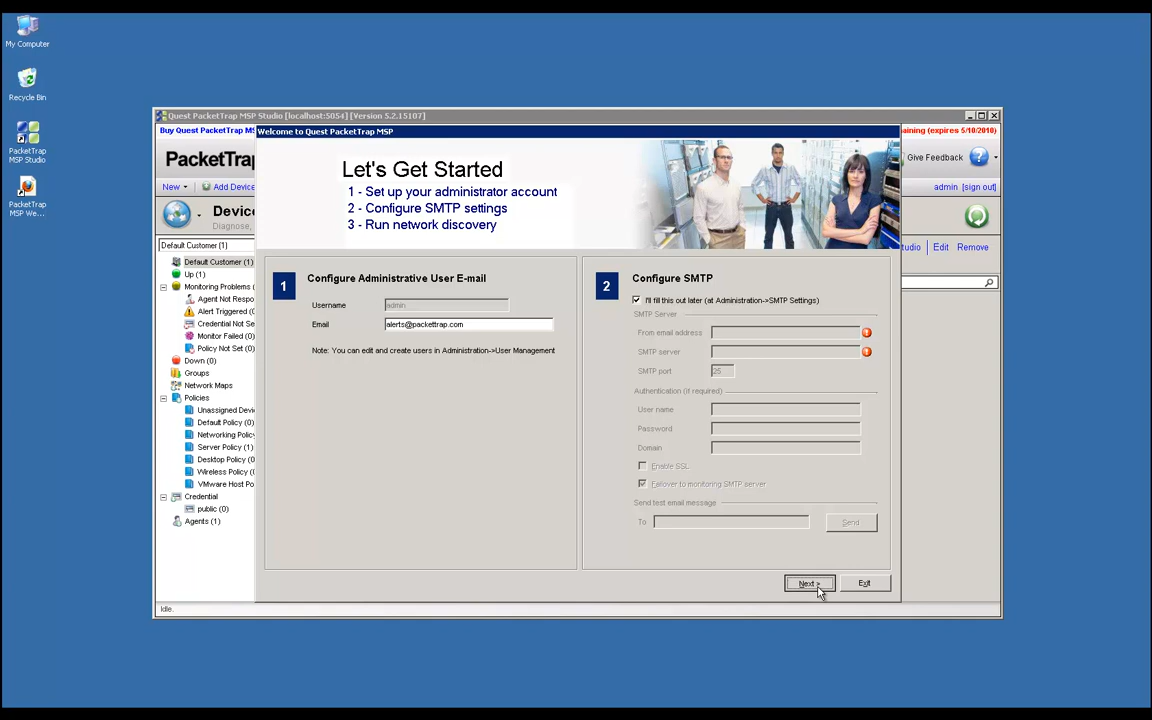 My Computer
Recycle Bin
PacketTrap
MSP Studio
PacketTrap
MSP We...
Quest PacketTrap MSP Studio [localhost:5054] [Version 5.2.15107]
Buy Quest PacketTrap MS
aining (expires 5/10/2010)
Welcome to Quest PacketTrap MSP
PacketTrap
Give Feedback
New
Add Device
admin [sign out]
Device
Diagnose,
tudio
Edit
Remove
Let's Get Started
1 - Set up your administrator account
2 - Configure SMTP settings
3 - Run network discovery
Default Customer (1)
Default Customer (1)
Up (1)
Monitoring Problems (
Agent Not Respo
Alert Triggered (
Credential Not Se
Monitor Failed (0)
Policy Not Set (0)
Down (0)
Groups
Network Maps
Policies
Unassigned Devi
Default Policy (0)
Networking Policy
Server Policy (1)
Desktop Policy (
Wireless Policy (0
VMware Host Po
Credential
public (0)
Agents (1)
1
Configure Administrative User E-mail
Username
admin
Email
alerts@packettrap.com
Note: You can edit and create users in Administration->User Management
2
Configure SMTP
I'll fill this out later (at Administration->SMTP Settings)
SMTP Server
From email address
SMTP server
SMTP port
25
Authentication (if required)
User name
Password
Domain
Enable SSL
Failover to monitoring SMTP server
Send test email message
To
Send
Next >
Exit
Idle.